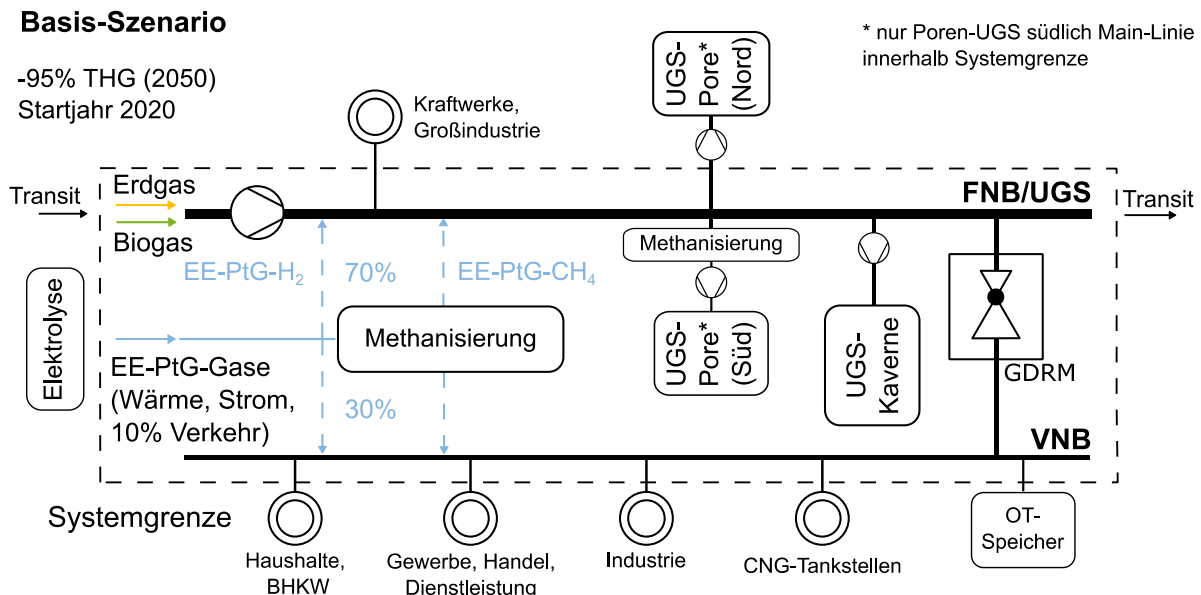 Basis-Szenario
-95% THG (2050)
Startjahr 2020
* nur Poren-UGS südlich Main-Linie
innerhalb Systemgrenze
Kraftwerke,
Großindustrie
UGS-
Pore*
(Nord)
Transit
Erdgas
Biogas
FNB/UGS
Transit
Methanisierung
EE-PtG-H₂
70%
EE-PtG-CH₄
Elektrolyse
Methanisierung
UGS-
Pore*
(Süd)
UGS-
Kaverne
GDRM
EE-PtG-Gase
(Wärme, Strom,
10% Verkehr)
30%
VNB
Systemgrenze
Haushalte,
BHKW
Gewerbe, Handel,
Dienstleistung
Industrie
CNG-Tankstellen
OT-
Speicher